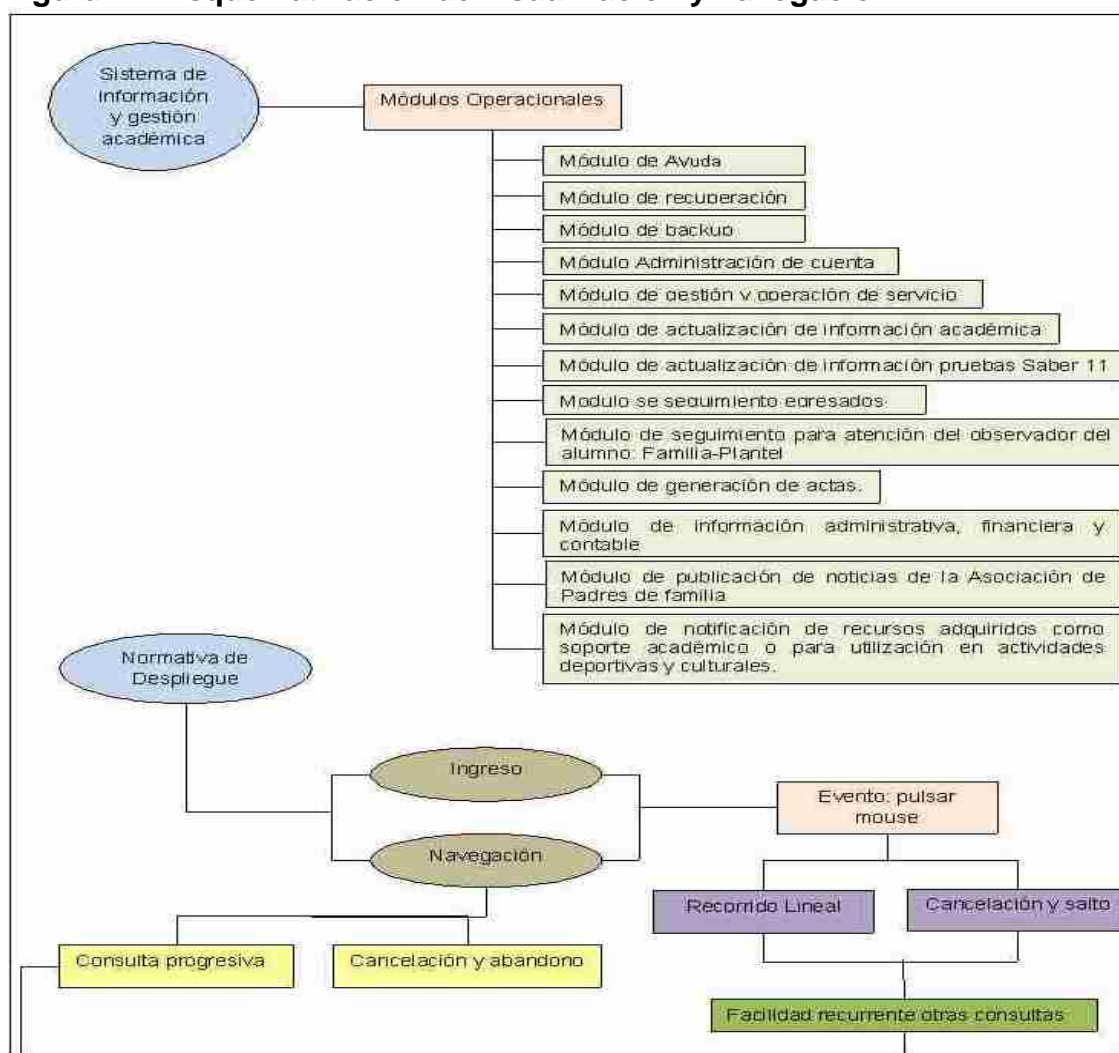 Sistema de
información
y gestión
académica
Módulos Operacionales
Módulo de Ayuda
Módulo de recuperación
Módulo de backup
Módulo Administración de cuenta
Módulo de gestión y operación de servicio
Módulo de actualización de información académica
Módulo de actualización de información pruebas Saber 11
Modulo se seguimiento egresados
Módulo de seguimiento para atención del observador del
alumno: Familia-Plantel
Módulo de generación de actas.
Módulo de información administrativa, financiera y
contable
Módulo de publicación de noticias de la Asociación de
Padres de familia
Módulo de notificación de recursos adquiridos como
soporte académico o para utilización en actividades
deportivas y culturales.
Normativa de
Despliegue
Ingreso
Navegación
Evento: pulsar
mouse
Recorrido Lineal
Cancelación y salto
Consulta progresiva
Cancelación y abandono
Facilidad recurrente otras consultas